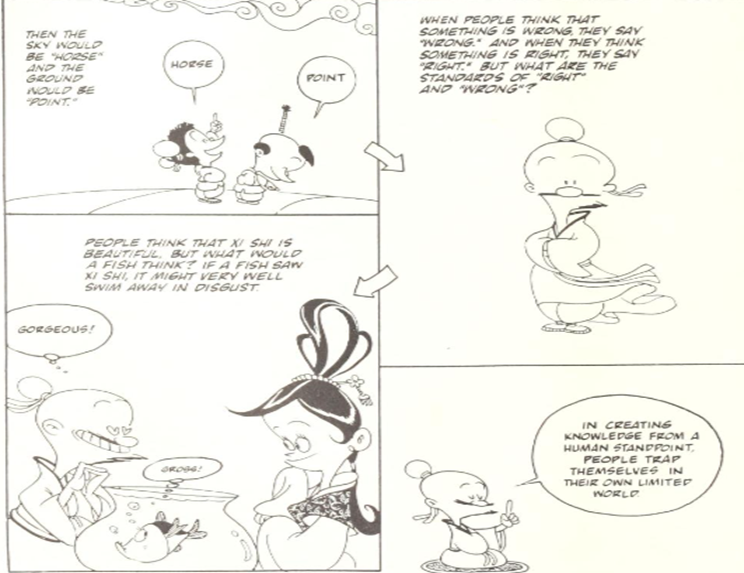 THEN THE
SKY WOULD
BE "HORSE"
AND THE
GROUND
WOULD BE
"POINT."
HORSE
POINT
WHEN PEOPLE THINK THAT
SOMETHING IS WRONG, THEY SAY
"WRONG." AND WHEN THEY THINK
SOMETHING IS RIGHT, THEY SAY
"RIGHT." BUT WHAT ARE THE
STANDARDS OF "RIGHT"
AND "WRONG"?
PEOPLE THINK THAT XI SHI IS
BEAUTIFUL, BUT WHAT WOULD
A FISH THINK? IF A FISH SAW
XI SHI, IT MIGHT VERY WELL
SWIM AWAY IN DISGUST.
GORGEOUS!
GROSS!
IN CREATING
KNOWLEDGE FROM A
HUMAN STANDPOINT,
PEOPLE TRAP
THEMSELVES IN
THEIR OWN LIMITED
WORLD.